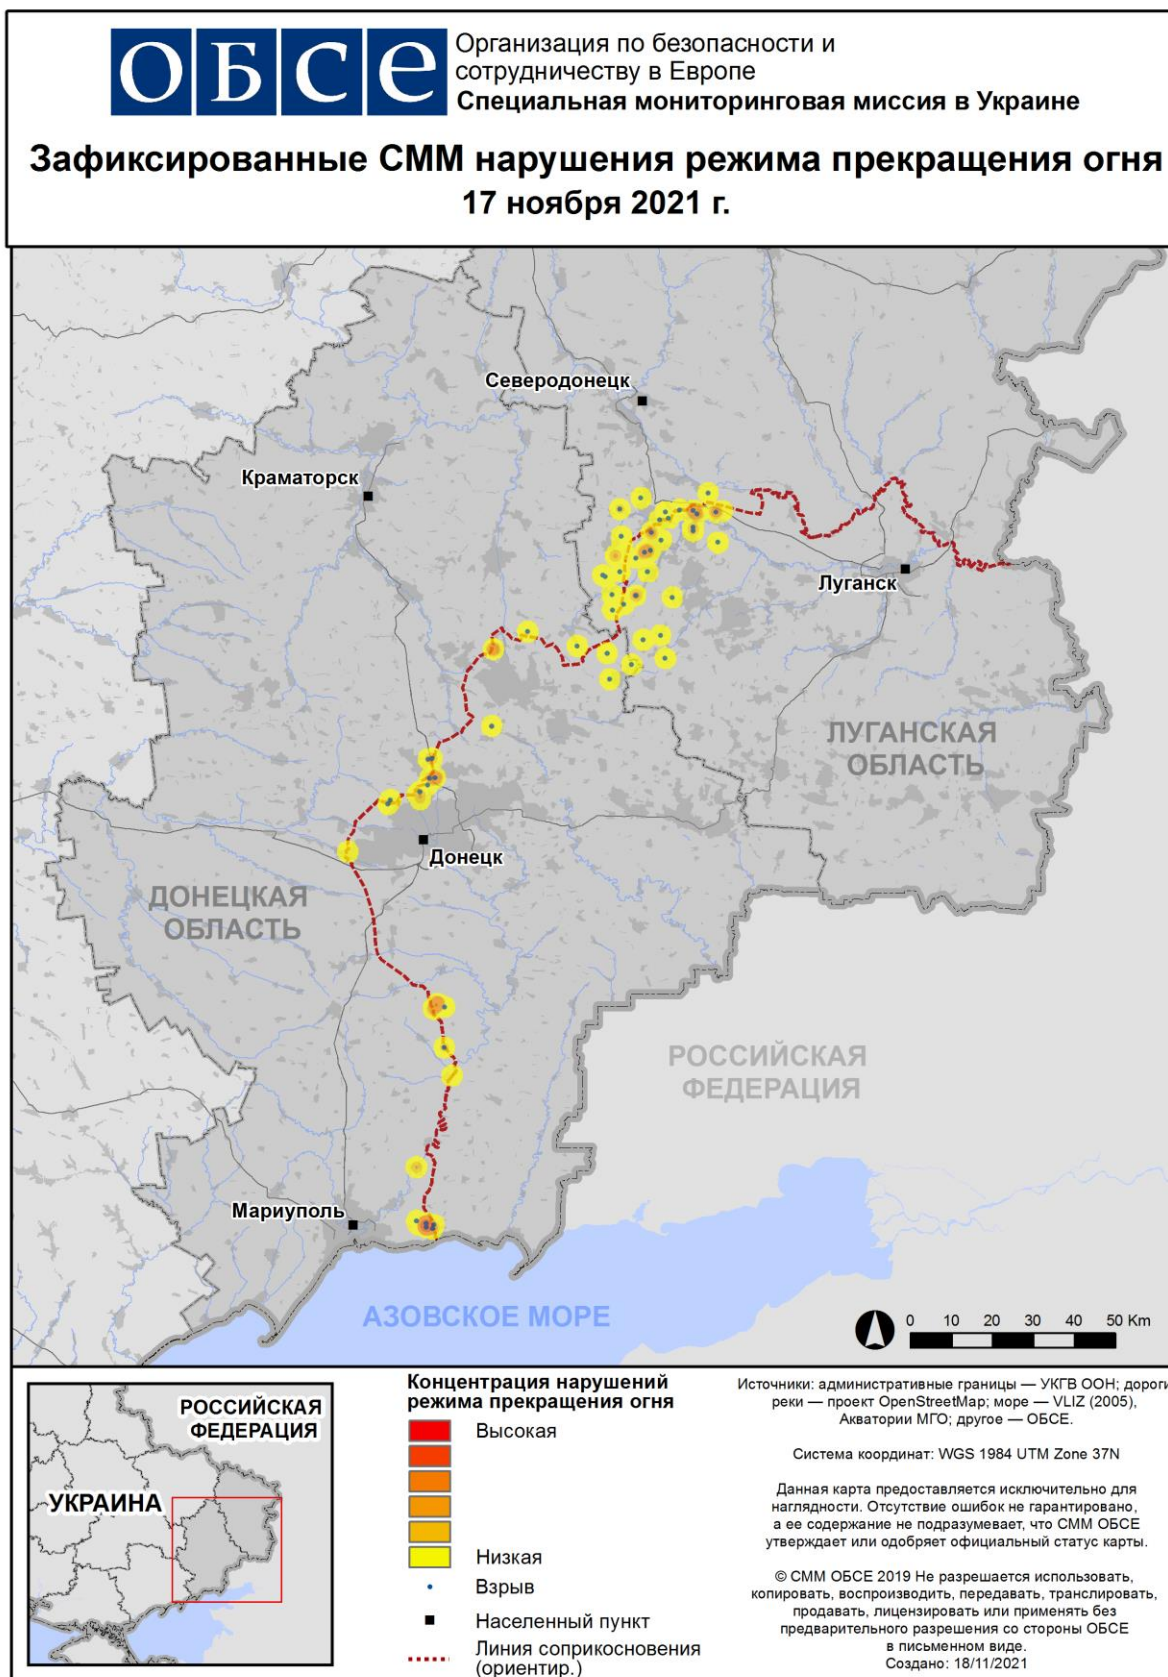 ОБСЕ
Организация по безопасности и
сотрудничеству в Европе
Специальная мониторинговая миссия в Украине
Зафиксированные СММ нарушения режима прекращения огня
17 ноября 2021 г.
Северодонецк
Краматорск
Луганск
ЛУГАНСКАЯ
ОБЛАСТЬ
Донецк
ДОНЕЦКАЯ
ОБЛАСТЬ
РОССИЙСКАЯ
ФЕДЕРАЦИЯ
Мариуполь
АЗОВСКОЕ МОРЕ
0 10 20 30 40 50 Km
РОССИЙСКАЯ
ФЕДЕРАЦИЯ
УКРАИНА
Концентрация нарушений
режима прекращения огня
Высокая
Низкая
Взрыв
Населенный пункт
Линия соприкосновения
(ориентир.)
Источники: административные границы — УКГВ ООН; дороги
реки — проект OpenStreetMap; море — VLIZ (2005),
Акватории МГО; другое — ОБСЕ.
Система координат: WGS 1984 UTM Zone 37N
Данная карта предоставляется исключительно для
наглядности. Отсутствие ошибок не гарантировано,
а ее содержание не подразумевает, что СММ ОБСЕ
утверждает или одобряет официальный статус карты.
© СММ ОБСЕ 2019 Не разрешается использовать,
копировать, воспроизводить, передавать, транслировать,
продавать, лицензировать или применять без
предварительного разрешения со стороны ОБСЕ
в письменном виде.
Создано: 18/11/2021